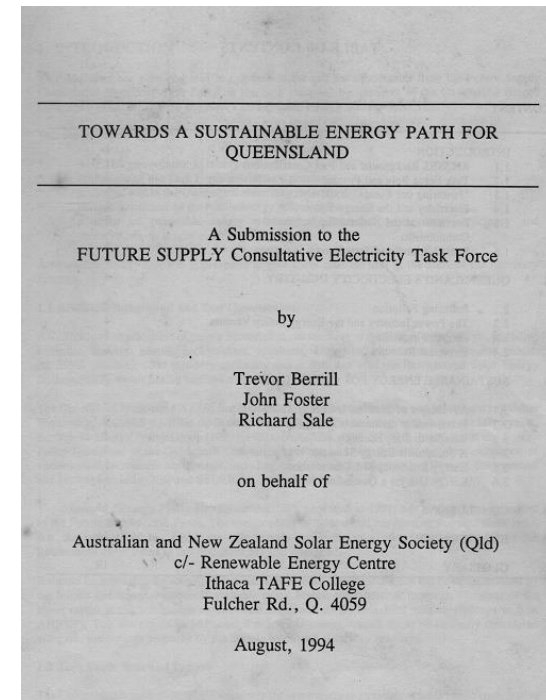 TOWARDS A SUSTAINABLE ENERGY PATH FOR
QUEENSLAND
A Submission to the
FUTURE SUPPLY Consultative Electricity Task Force
by
Trevor Berrill
John Foster
Richard Sale
on behalf of
Australian and New Zealand Solar Energy Society (Qld)
c/- Renewable Energy Centre
Ithaca TAFE College
Fulcher Rd., Q. 4059
August, 1994